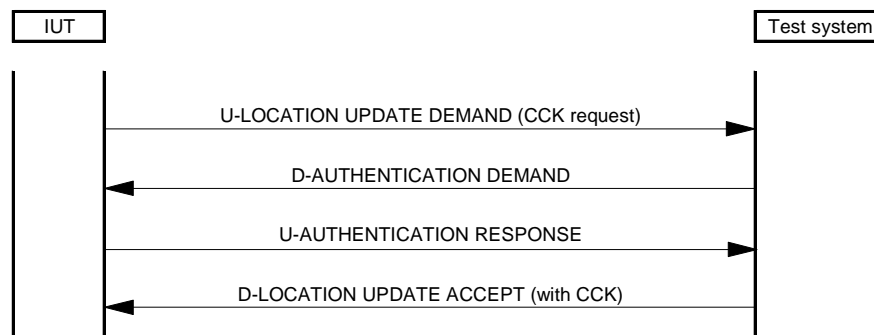 IUT
Test system
U-LOCATION UPDATE DEMAND (CCK request)
D-AUTHENTICATION DEMAND
U-AUTHENTICATION RESPONSE
D-LOCATION UPDATE ACCEPT (with CCK)